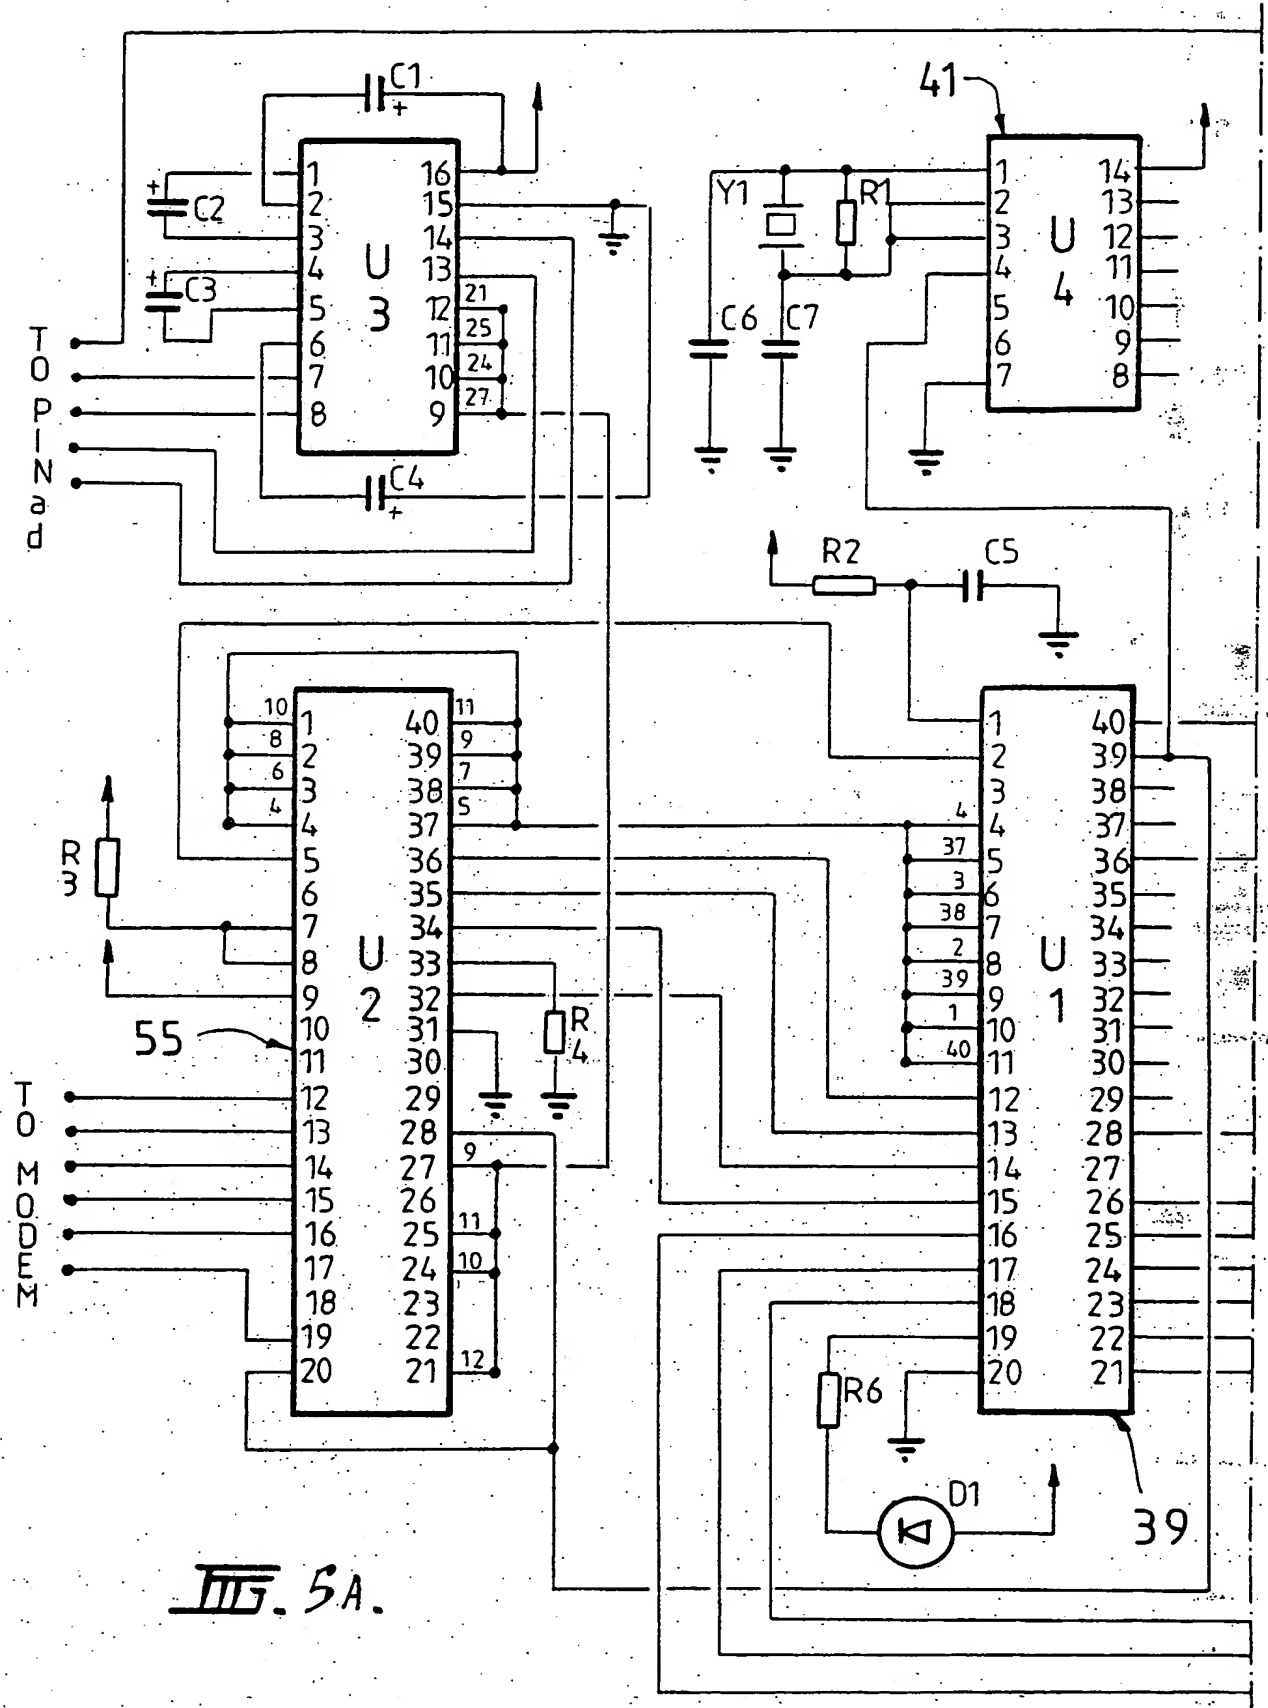 C1
+
41
1 16
2 15
3 14
4 13
5 12 21
6 11 25
7 10 24
8 9 27
U
3
+
C2
+
C3
C4
+
TO PINad
Y1
R1
C6
C7
1 14
2 13
3 12
4 11
5 10
6 9
7 8
U
4
R2
C5
10 1 40 11
8 2 39 9
6 3 38 7
4 4 37 5
5 36
6 35
7 34
8 33
9 32
10 31
11 30
12 29
13 28
14 27 9
15 26
16 25 11
17 24 10
18 23
19 22
20 21 12
U
2
R
3
R
4
55
TO MODEM
1 40
2 39
3 38
4 4 37
37 5 36
3 6 35
38 7 34
2 8 33
39 9 32
1 10 31
40 11 30
12 29
13 28
14 27
15 26
16 25
17 24
18 23
19 22
20 21
U
1
R6
D1
39
FIG. 5A.